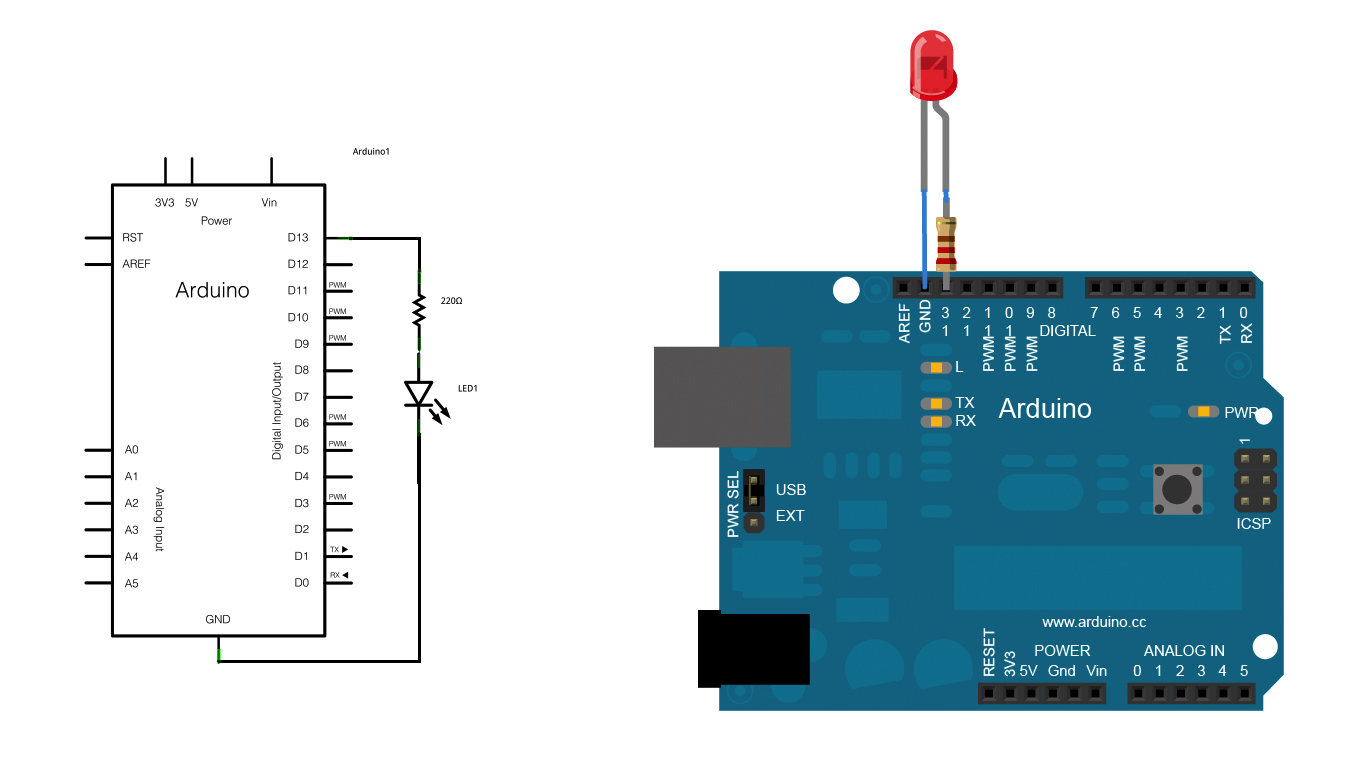 Arduino1
3V3 5V Vin
Power
RST
AREF
Arduino
Digital Input/Output
Analog Input
A0
A1
A2
A3
A4
A5
D13
D12
D11 PWM
D10 PWM
D9 PWM
D8
D7
D6 PWM
D5 PWM
D4
D3 PWM
D2
D1 TX
D0 RX
GND
220Ω
LED1
AREF
GND
13
12
PWM 11
PWM 10
PWM 9
8
DIGITAL
7
PWM 6
PWM 5
4
PWM 3
2
TX 1
RX 0
L
TX
RX
Arduino
PWR
1
ICSP
PWR SEL
USB
EXT
www.arduino.cc
POWER
RESET
3V3
5V Gnd Vin
ANALOG IN
0 1 2 3 4 5